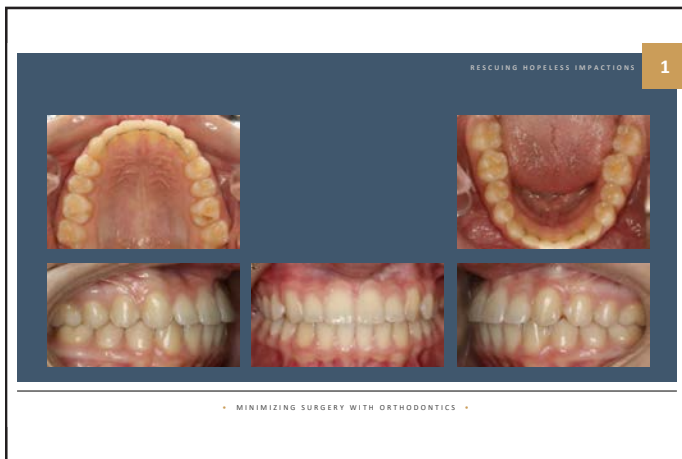 RESCUING HOPELESS IMPACTIONS
1
• MINIMIZING SURGERY WITH ORTHODONTICS •